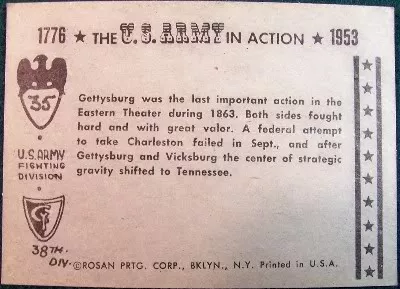 1776 ★ THE U.S. ARMY IN ACTION ★ 1953
35
Gettysburg was the last important action in the
Eastern Theater during 1863. Both sides fought
hard and with great valor. A federal attempt
to take Charleston failed in Sept., and after
Gettysburg and Vicksburg the center of strategic
gravity shifted to Tennessee.
U.S. ARMY
FIGHTING
DIVISION
38TH.
DIV.
©ROSAN PRTG. CORP., BKLYN., N.Y. Printed in U.S.A.